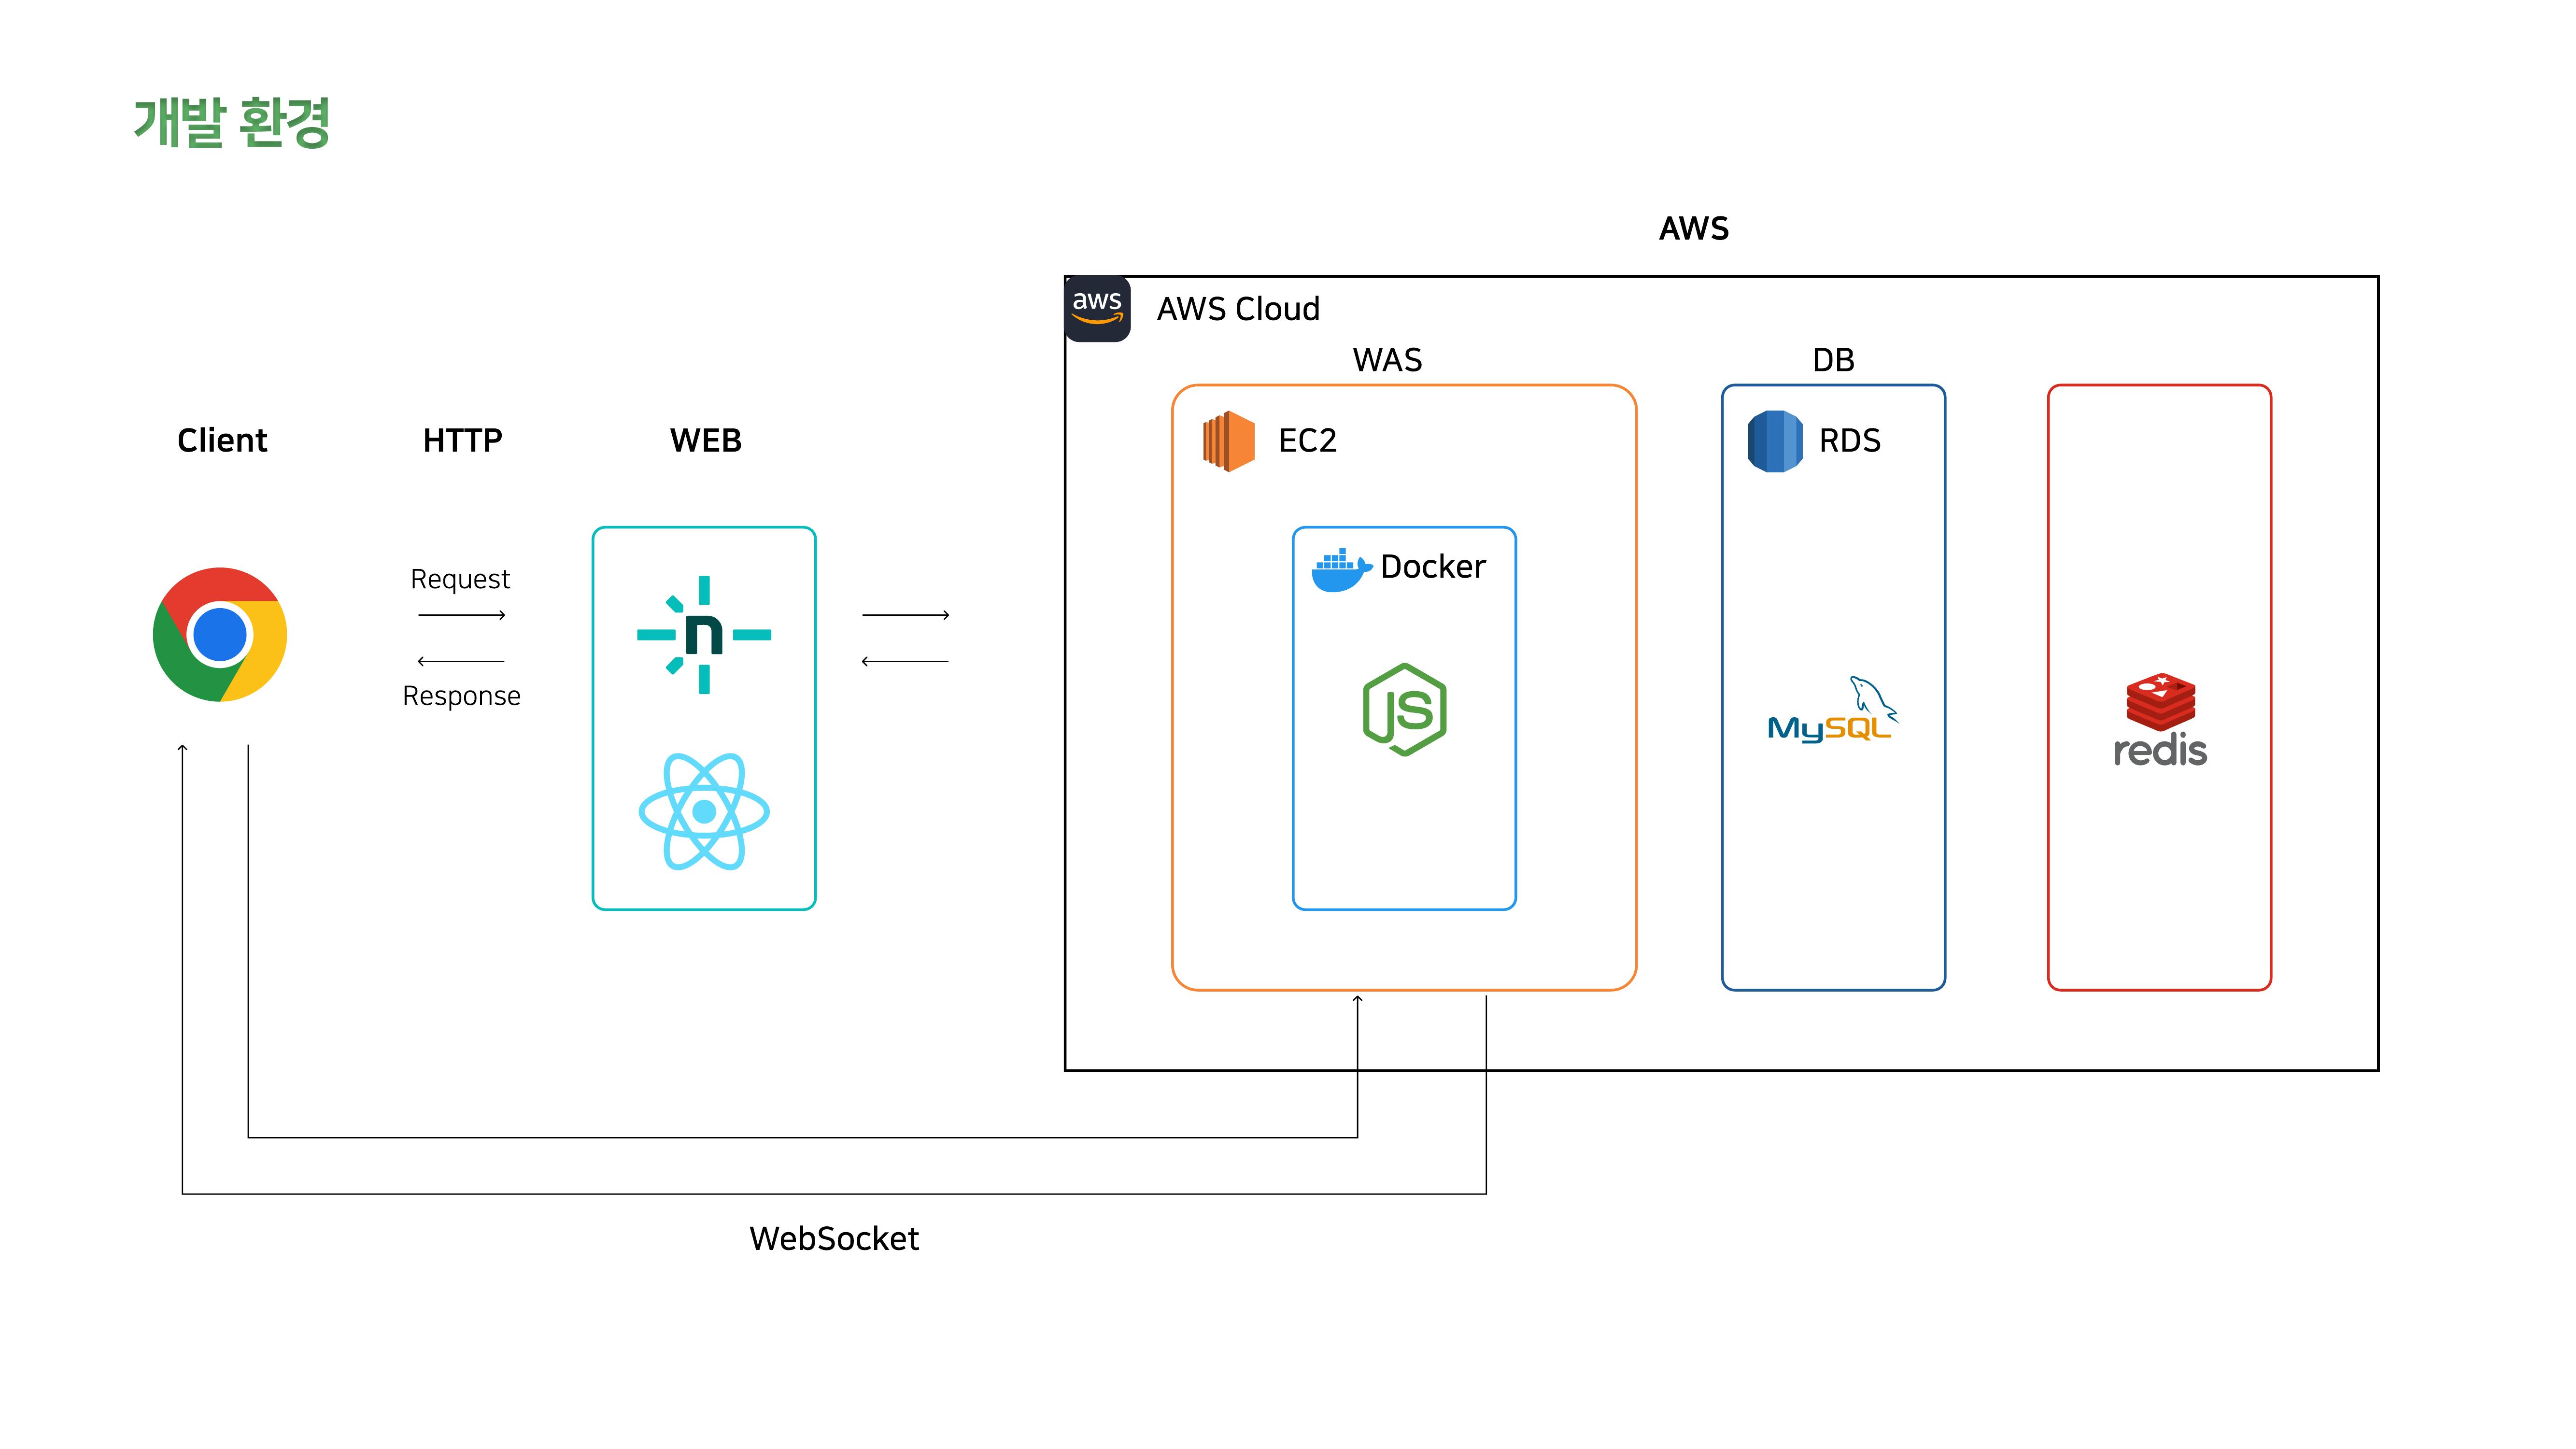 개발 환경
AWS
aws
AWS Cloud
WAS
DB
Client
HTTP
WEB
EC2
RDS
Request
Response
n
Docker
JS
MySQL
redis
WebSocket